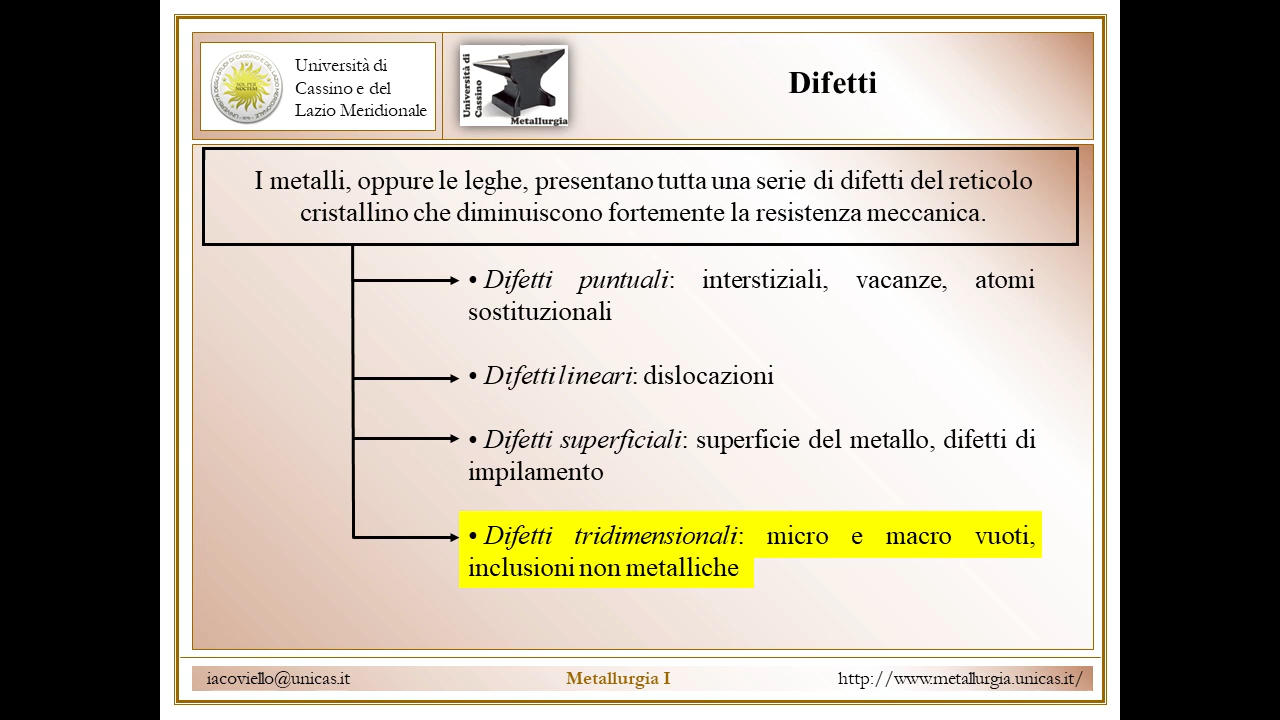 Università di
Cassino e del
Lazio Meridionale
Università di
Cassino
Metallurgia
Difetti
I metalli, oppure le leghe, presentano tutta una serie di difetti del reticolo
cristallino che diminuiscono fortemente la resistenza meccanica.
• Difetti puntuali: interstiziali, vacanze, atomi
sostituzionali
• Difetti lineari: dislocazioni
• Difetti superficiali: superficie del metallo, difetti di
impilamento
• Difetti tridimensionali: micro e macro vuoti,
inclusioni non metalliche
iacoviello@unicas.it
Metallurgia I
http://www.metallurgia.unicas.it/